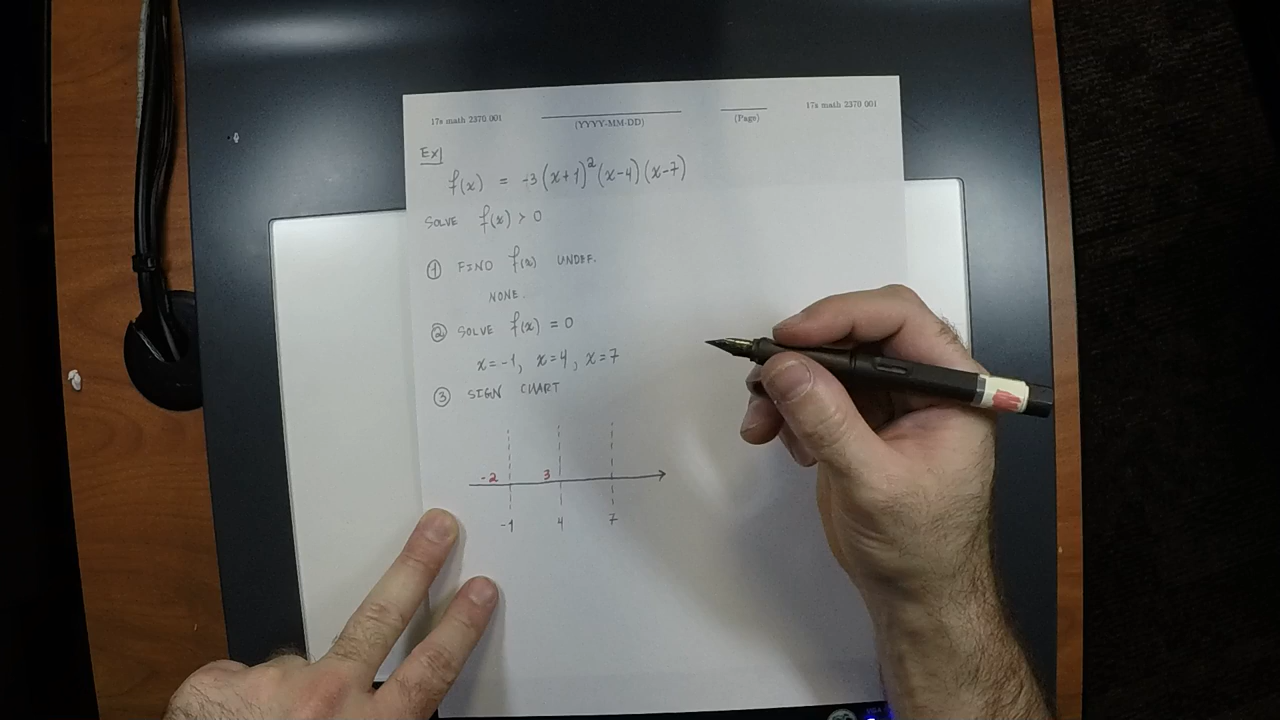 17s math 2370 001
(YYYY-MM-DD)
(Page)
17s math 2370 001
EX|
f(x) = -3(x+1)²(x-4)(x-7)
SOLVE f(x) > 0
① FIND f(x) UNDEF.
NONE.
② SOLVE f(x) = 0
x=-1, x=4, x=7
③ SIGN CHART
-2 3
-1 4 7